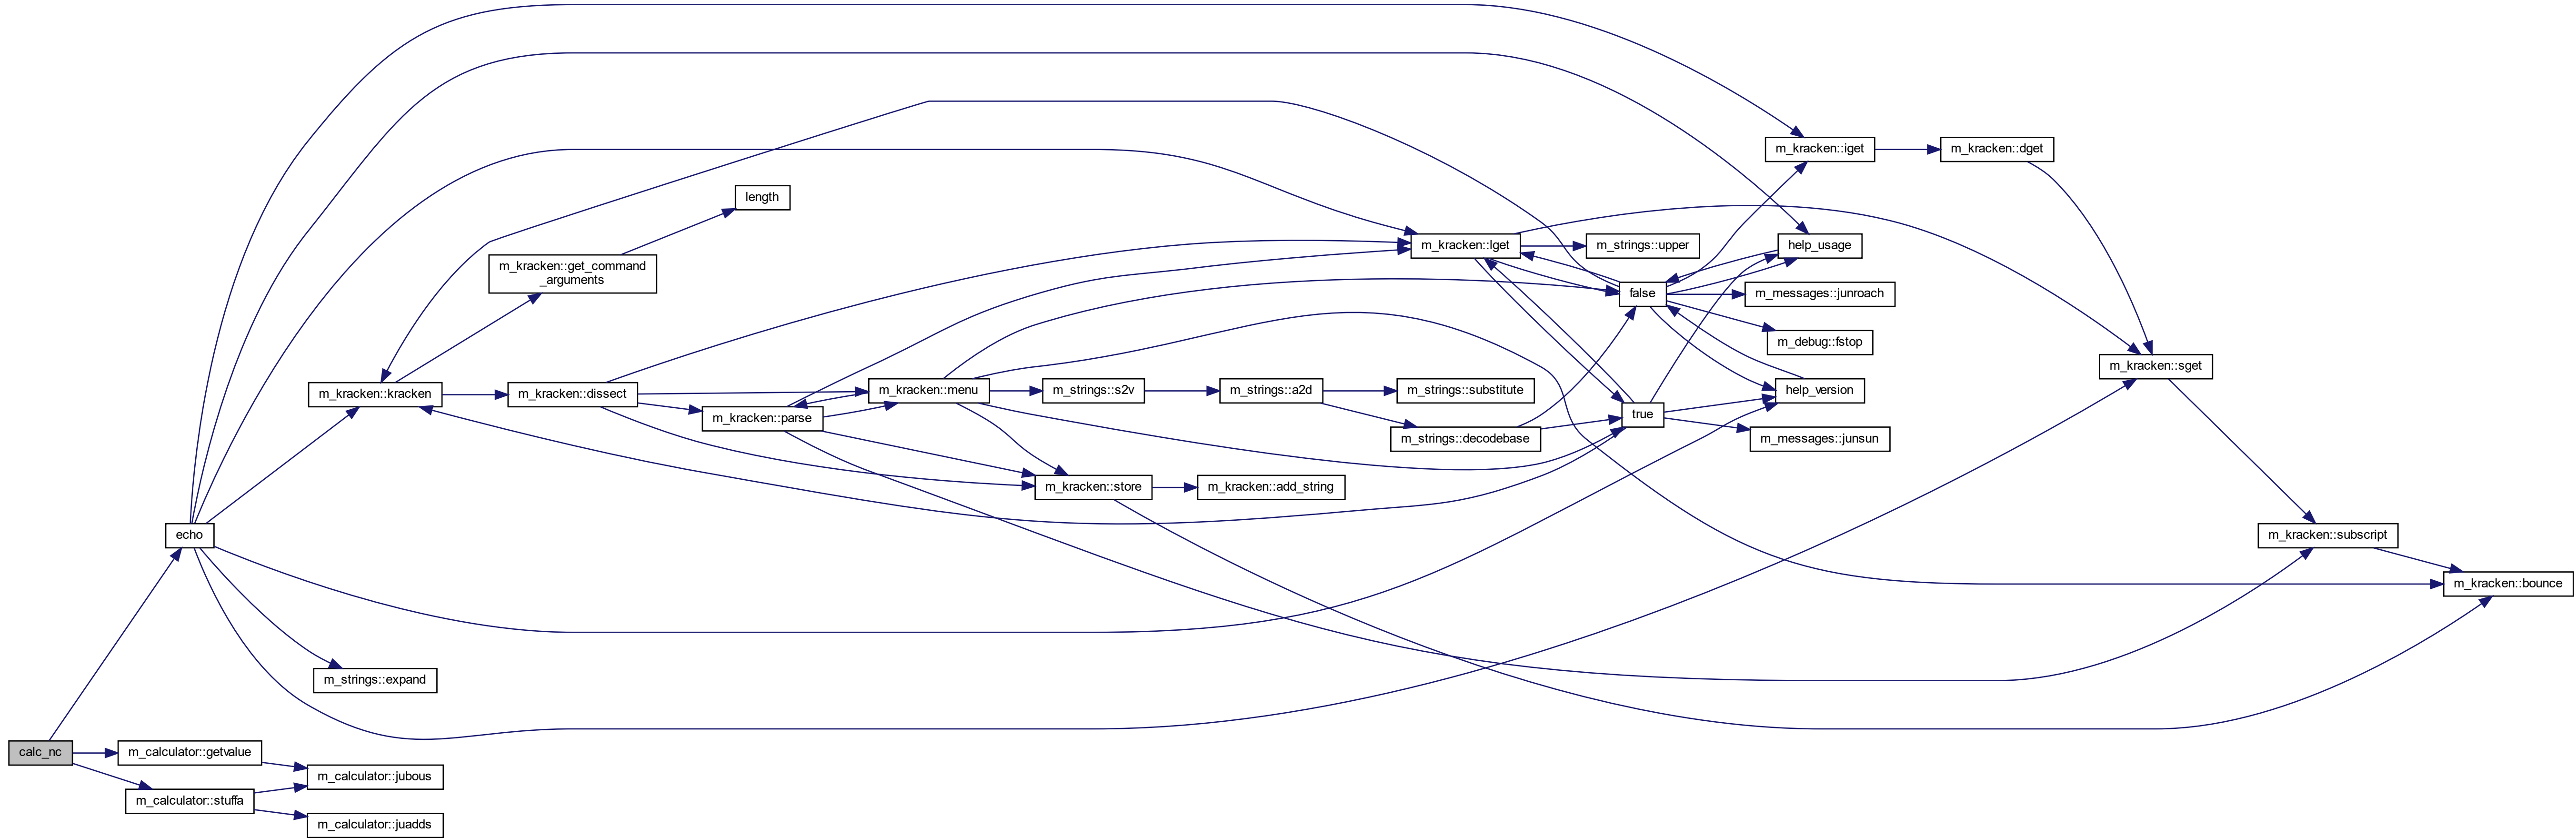 m_kracken::iget
m_kracken::dget
length
m_kracken::lget
m_strings::upper
help_usage
m_kracken::get_command
_arguments
false
m_messages::junroach
m_debug::fstop
m_kracken::sget
m_kracken::kracken
m_kracken::dissect
m_kracken::menu
m_strings::s2v
m_strings::a2d
m_strings::substitute
help_version
m_kracken::parse
true
m_strings::decodebase
m_messages::junsun
m_kracken::store
m_kracken::add_string
echo
m_kracken::subscript
m_kracken::bounce
m_strings::expand
calc_nc
m_calculator::getvalue
m_calculator::jubous
m_calculator::stuffa
m_calculator::juadds